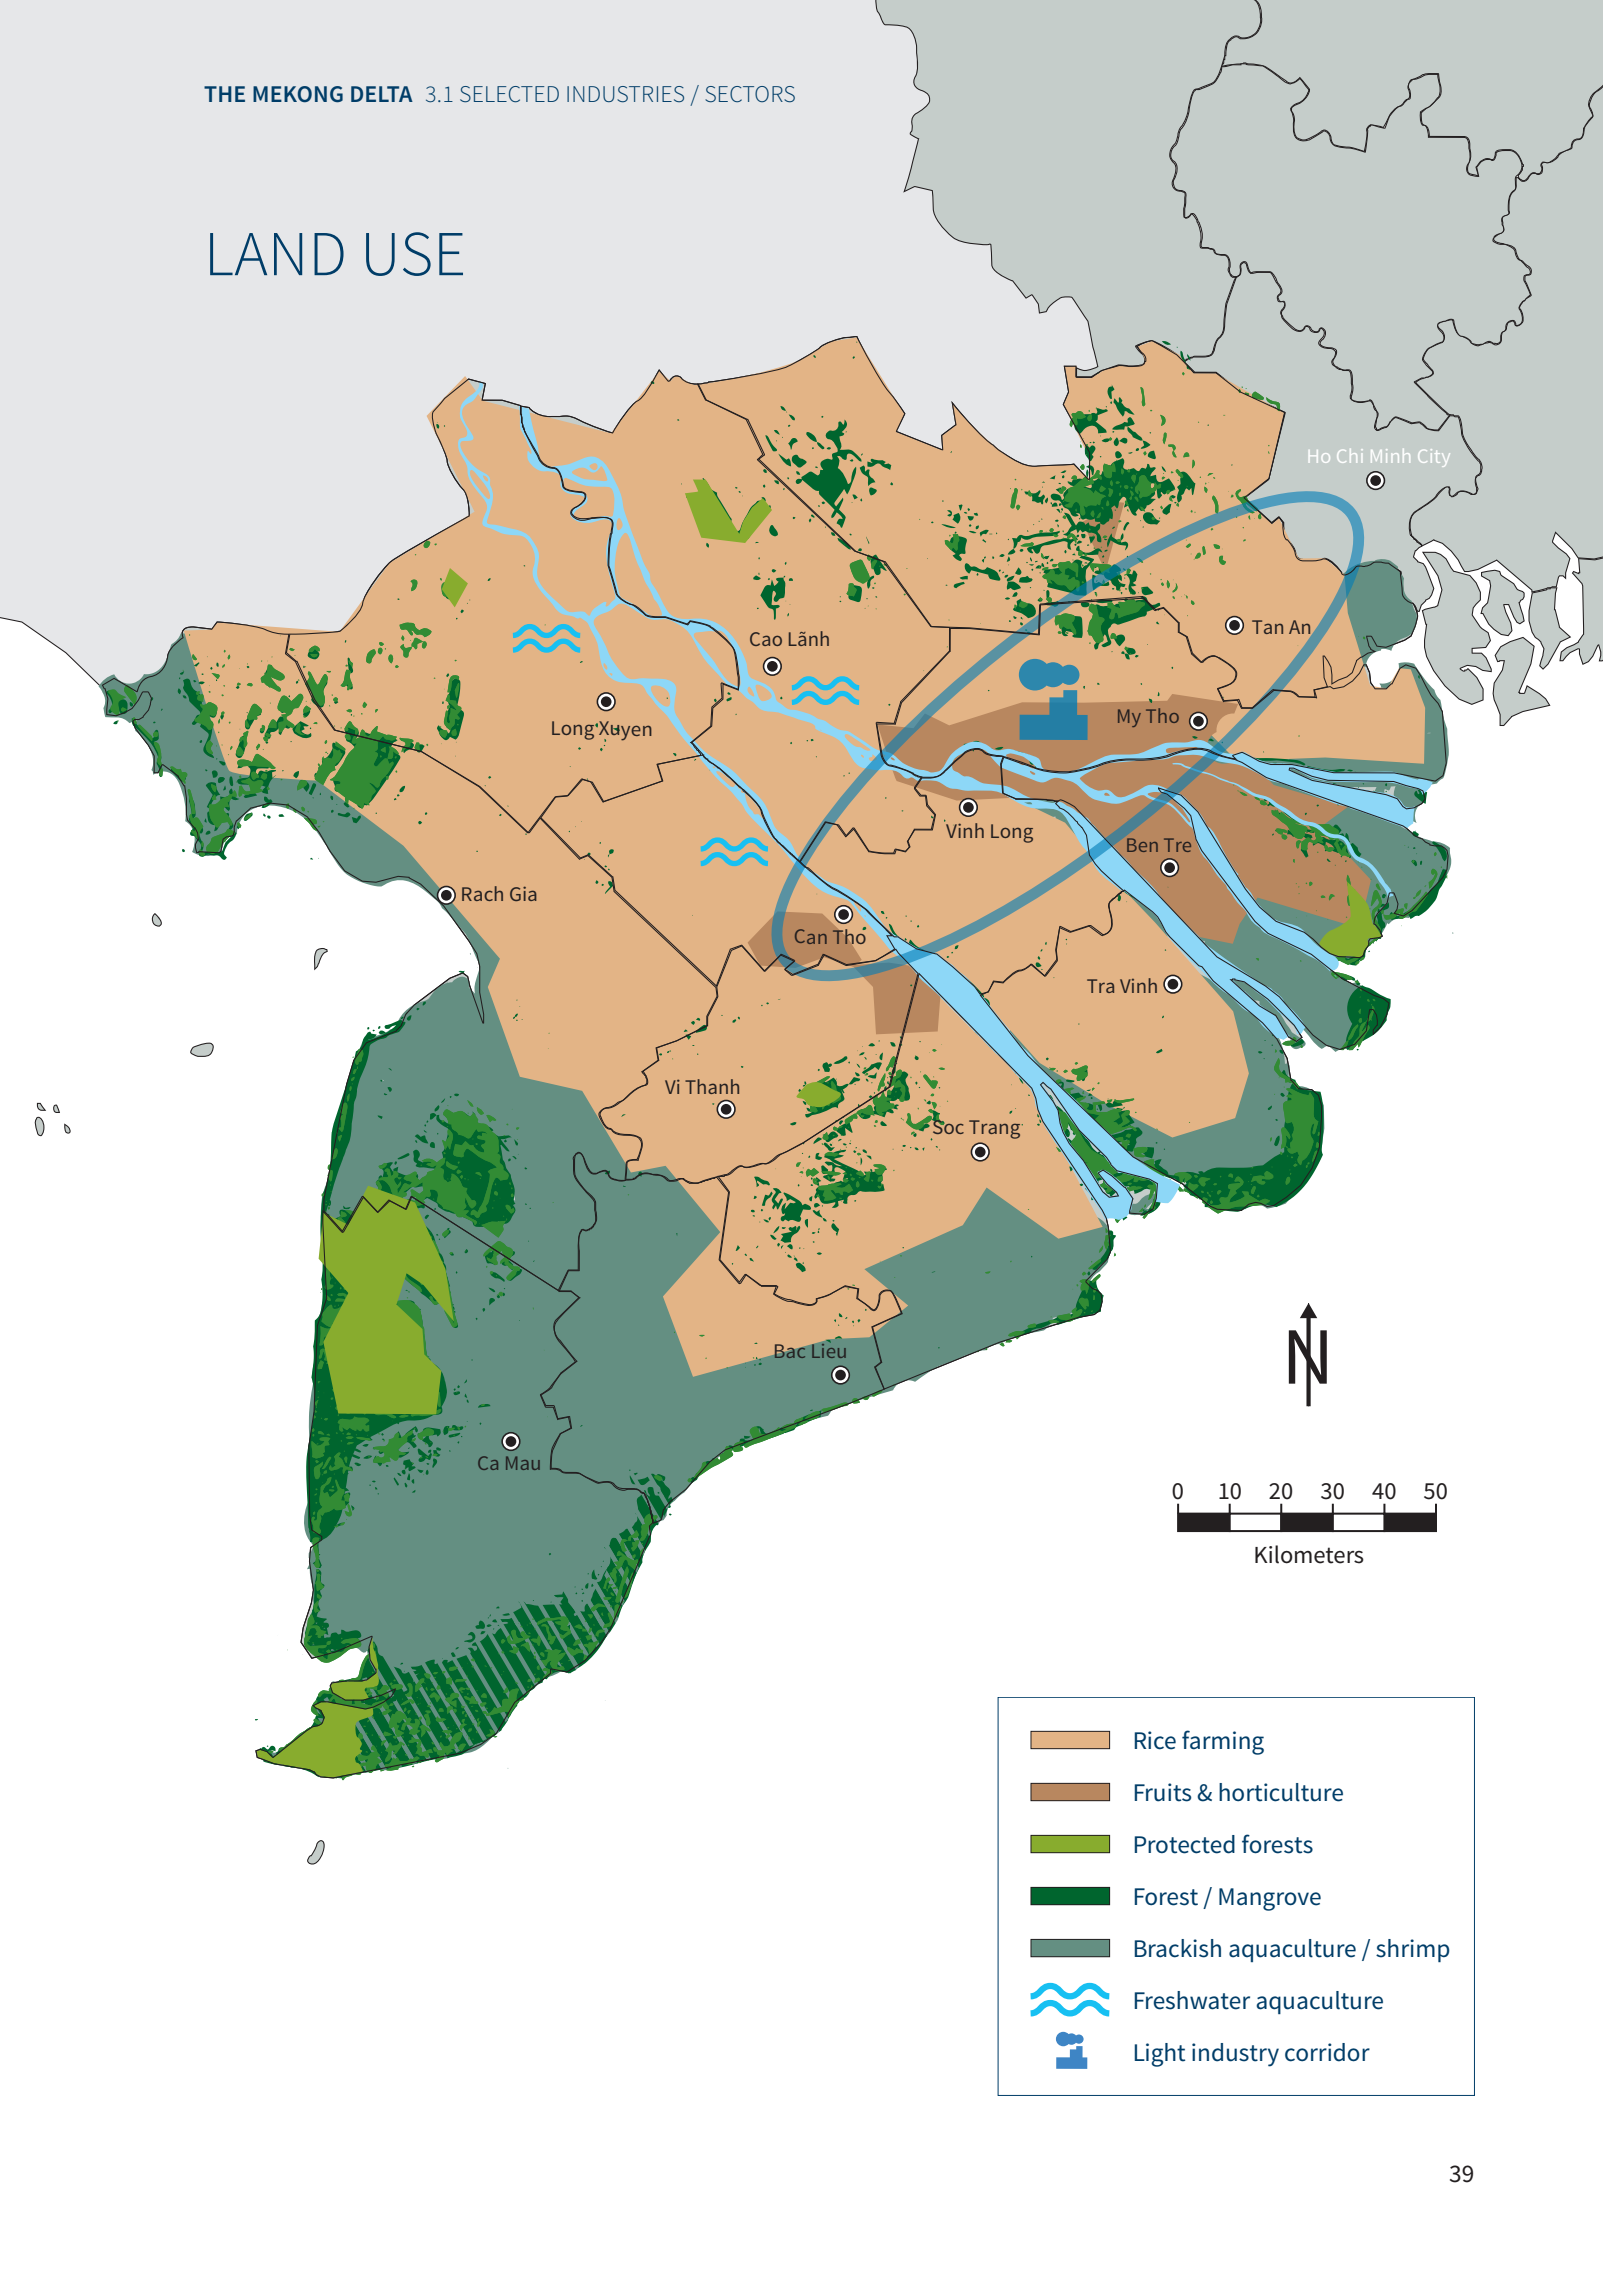 THE MEKONG DELTA 3.1 SELECTED INDUSTRIES / SECTORS
LAND USE
Ho Chi Minh City
Tan An
Cao Lãnh
Long Xuyen
My Tho
Vinh Long
Ben Tre
Rach Gia
Can Tho
Tra Vinh
Vi Thanh
Soc Trang
Bac Lieu
Ca Mau
N
0 10 20 30 40 50
Kilometers
Rice farming
Fruits & horticulture
Protected forests
Forest / Mangrove
Brackish aquaculture / shrimp
Freshwater aquaculture
Light industry corridor
39